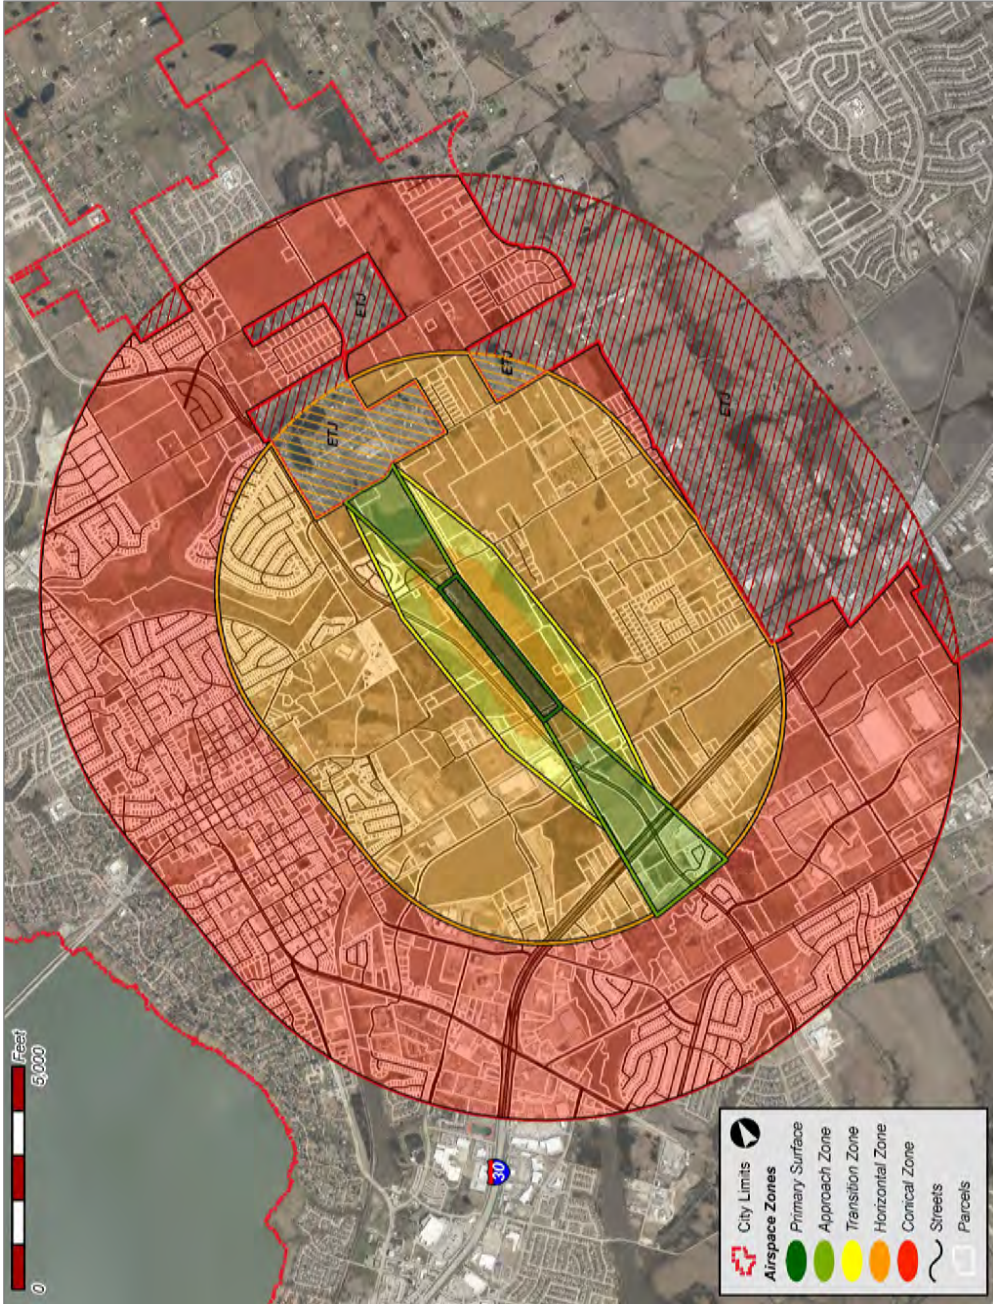 Feet
0
5,000
ETJ
ETJ
ETJ
ETJ
30
City Limits
Airspace Zones
Primary Surface
Approach Zone
Transition Zone
Horizontal Zone
Conical Zone
Streets
Parcels